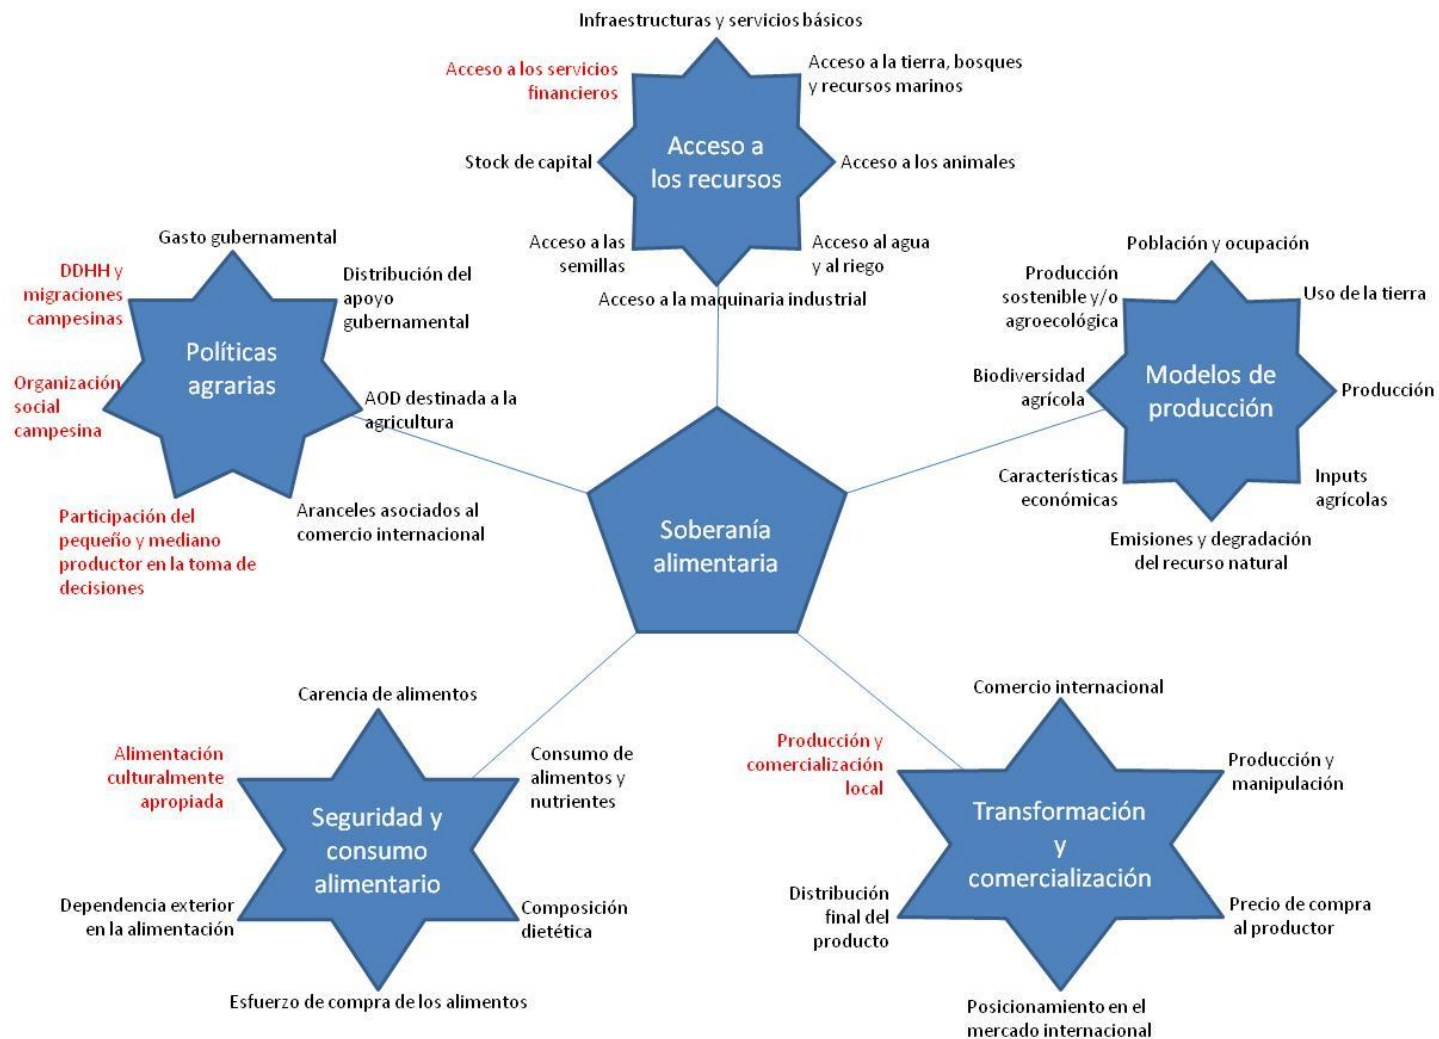 Infraestructuras y servicios básicos
Acceso a los servicios
financieros
Acceso a la tierra, bosques
y recursos marinos
Stock de capital
Acceso a
los recursos
Acceso a los animales
Acceso a las
semillas
Acceso al agua
y al riego
Acceso a la maquinaria industrial
Gasto gubernamental
DDHH y
migraciones
campesinas
Distribución del
apoyo
gubernamental
Políticas
agrarias
Organización
social
campesina
AOD destinada a la
agricultura
Participación del
pequeño y mediano
productor en la toma de
decisiones
Aranceles asociados al
comercio internacional
Población y ocupación
Producción
sostenible y/o
agroecológica
Uso de la tierra
Biodiversidad
agrícola
Modelos de
producción
Producción
Características
económicas
Inputs
agrícolas
Emisiones y degradación
del recurso natural
Soberanía
alimentaria
Carencia de alimentos
Alimentación
culturalmente
apropiada
Consumo de
alimentos y
nutrientes
Seguridad y
consumo
alimentario
Dependencia exterior
en la alimentación
Composición
dietética
Esfuerzo de compra de los alimentos
Comercio internacional
Producción y
comercialización
local
Producción y
manipulación
Transformación
y
comercialización
Distribución
final del
producto
Precio de compra
al productor
Posicionamiento en el
mercado internacional